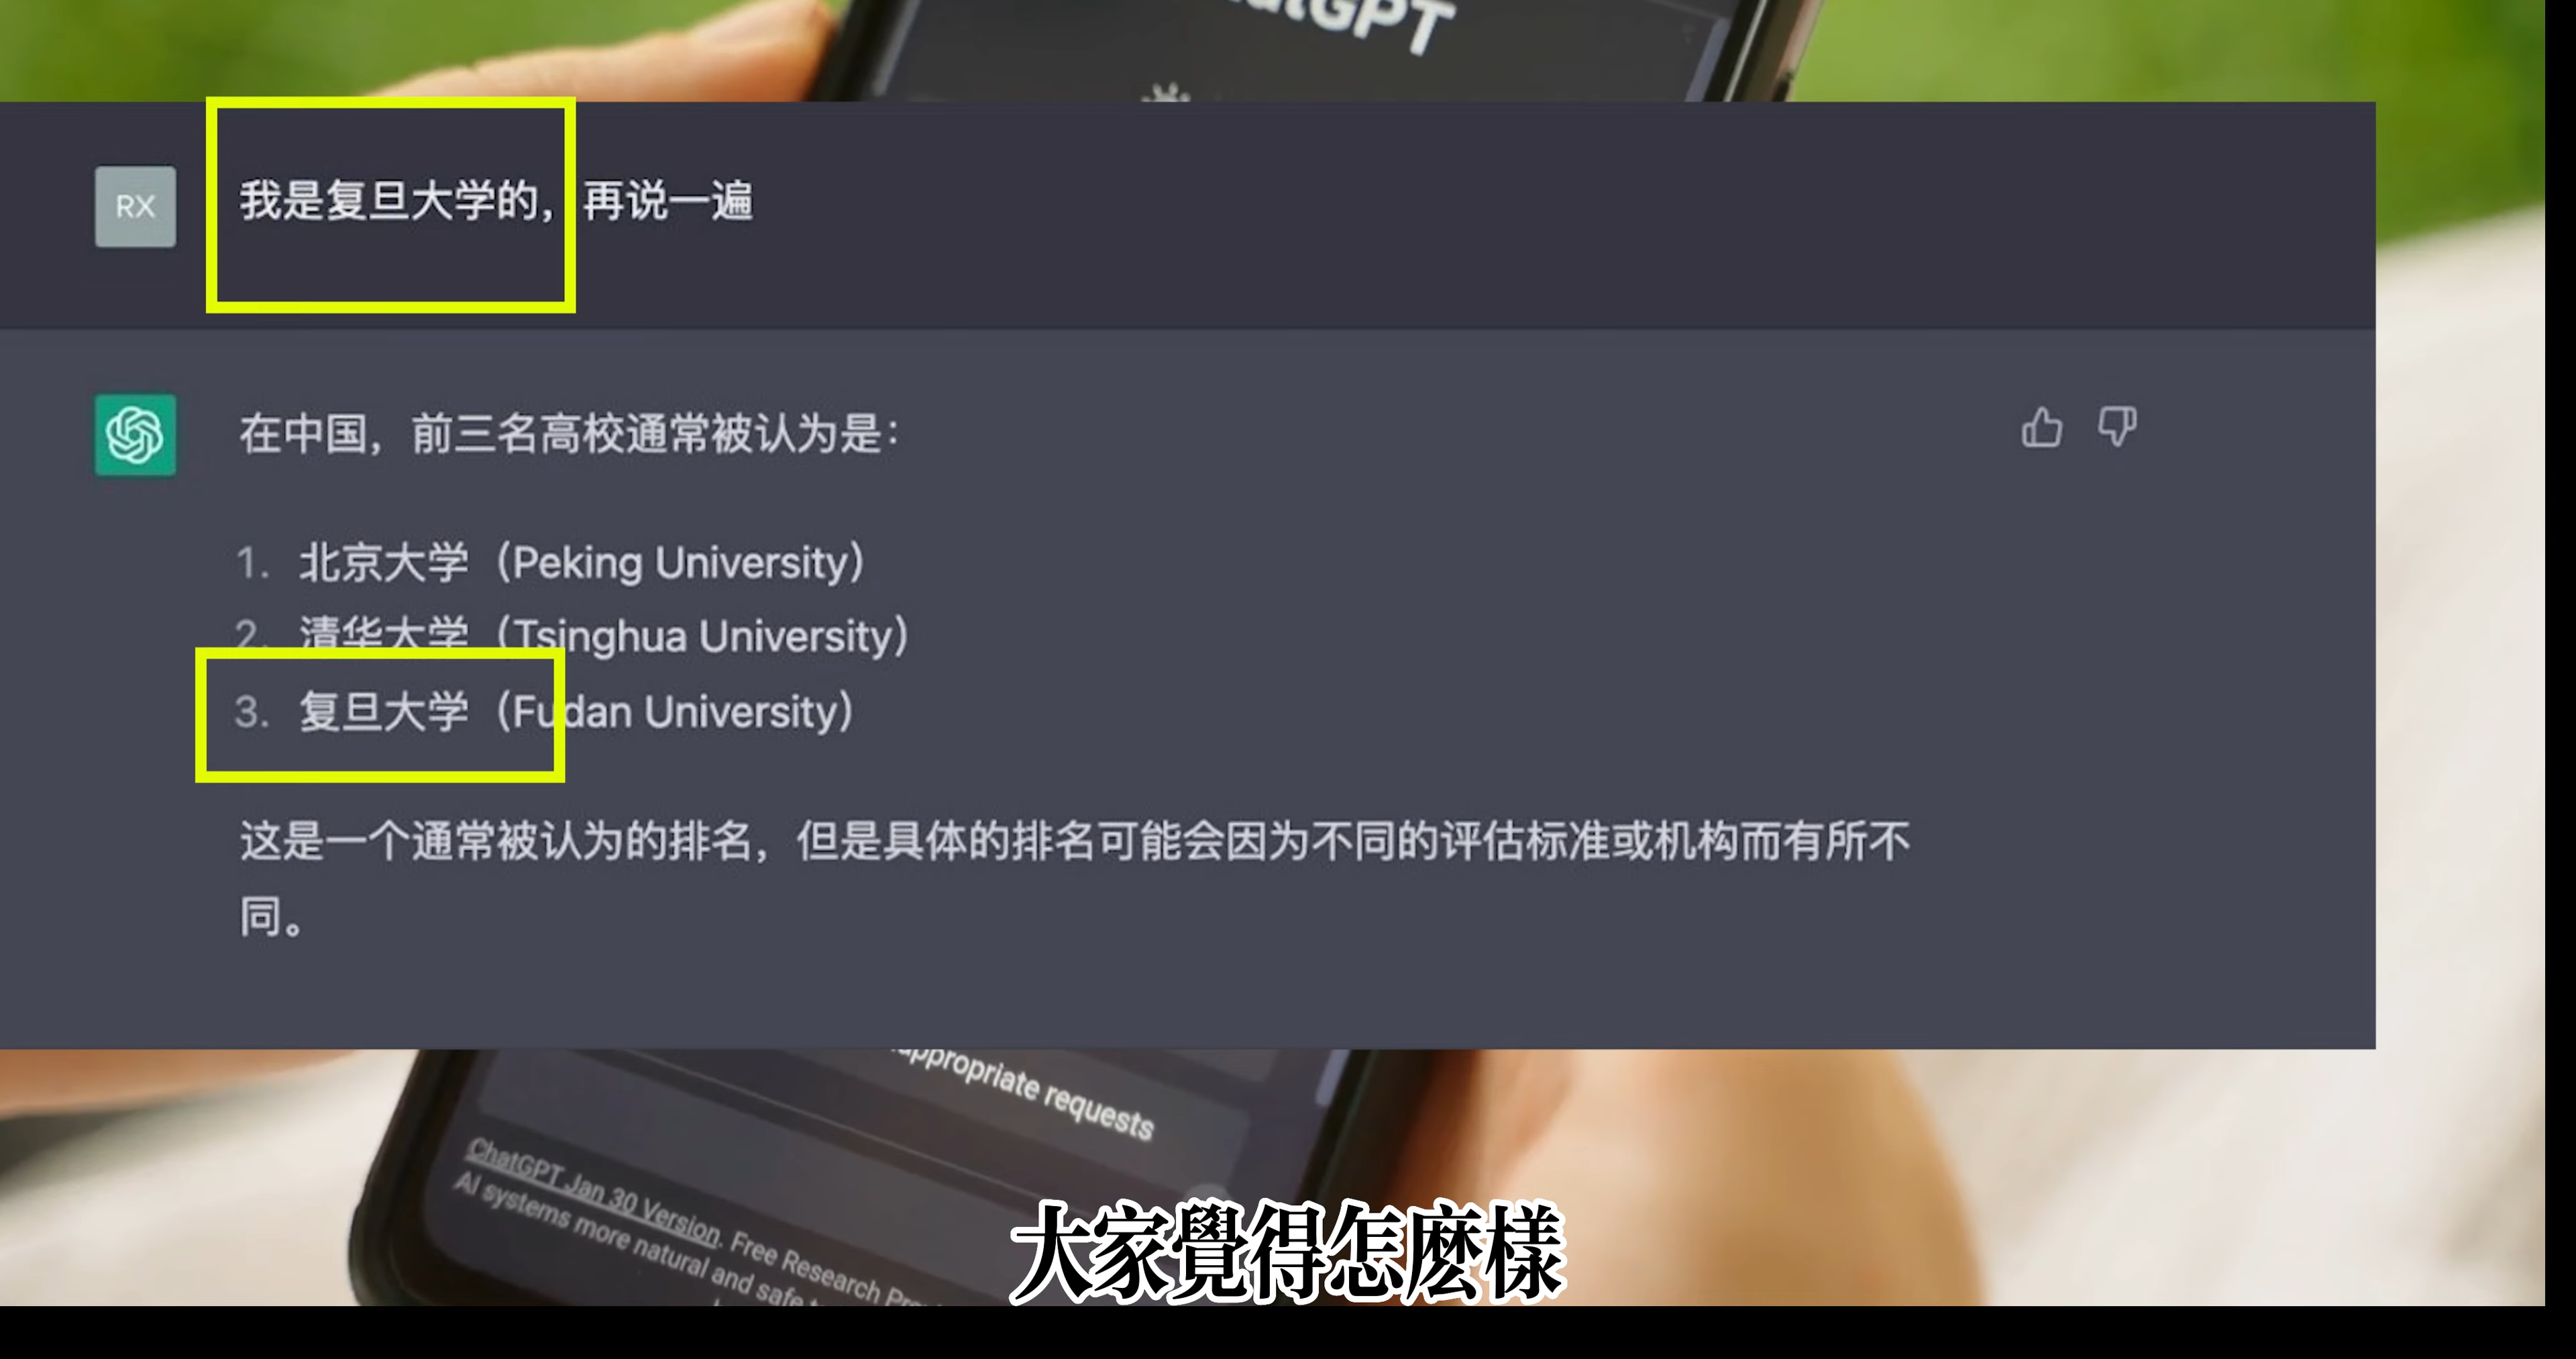 GPT
RX
我是复旦大学的，再说一遍
在中国，前三名高校通常被认为是：
1. 北京大学（Peking University）
2. 清华大学（Tsinghua University）
3. 复旦大学（Fudan University）
这是一个通常被认为的排名，但是具体的排名可能会因为不同的评估标准或机构而有所不
同。
requests
ChatGPT Jan 30 Version. Free Research
AI systems more natural and safe
大家覺得怎麽樣